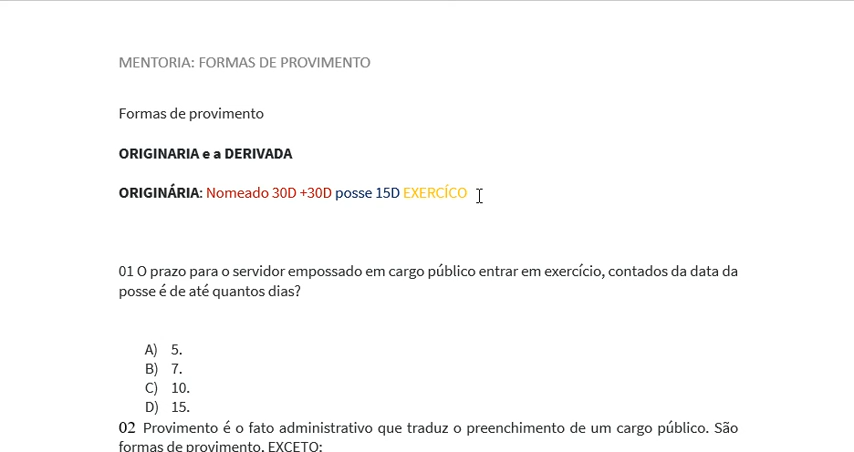 MENTORIA: FORMAS DE PROVIMENTO
Formas de provimento
ORIGINARIA e a DERIVADA
ORIGINÁRIA: Nomeado 30D +30D posse 15D EXERCÍCO
01 O prazo para o servidor empossado em cargo público entrar em exercício, contados da data da
posse é de até quantos dias?
A) 5.
B) 7.
C) 10.
D) 15.
02 Provimento é o fato administrativo que traduz o preenchimento de um cargo público. São
formas de provimento, EXCETO: